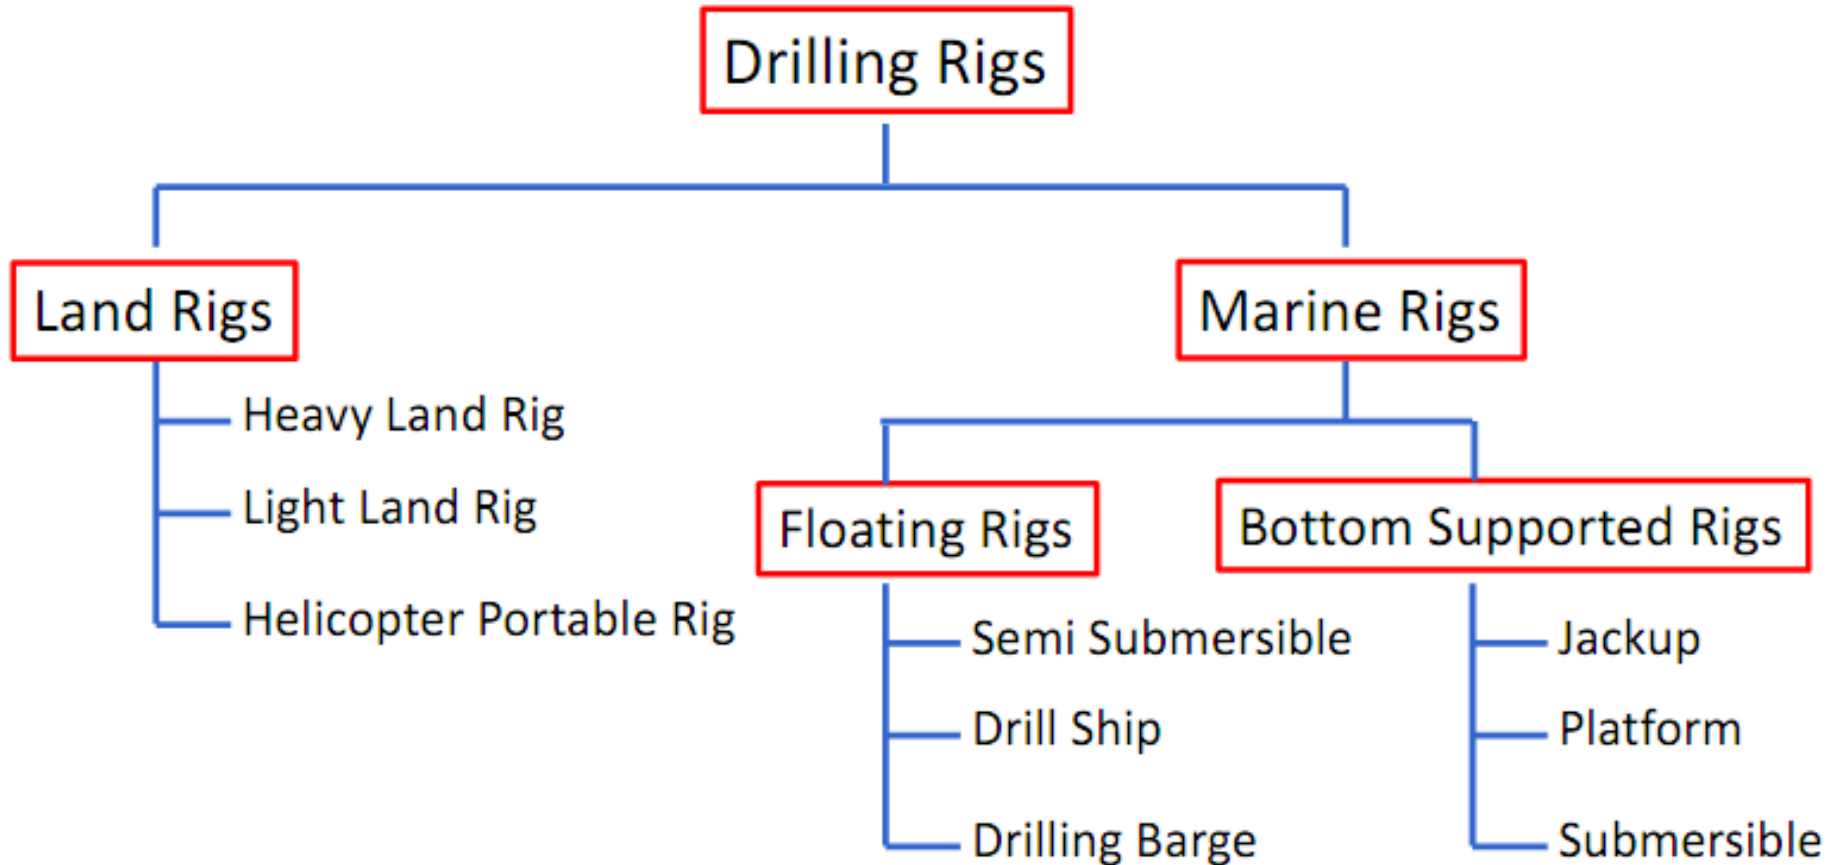 Drilling Rigs
Land Rigs
Marine Rigs
Heavy Land Rig
Light Land Rig
Helicopter Portable Rig
Floating Rigs
Bottom Supported Rigs
Semi Submersible
Drill Ship
Drilling Barge
Jackup
Platform
Submersible